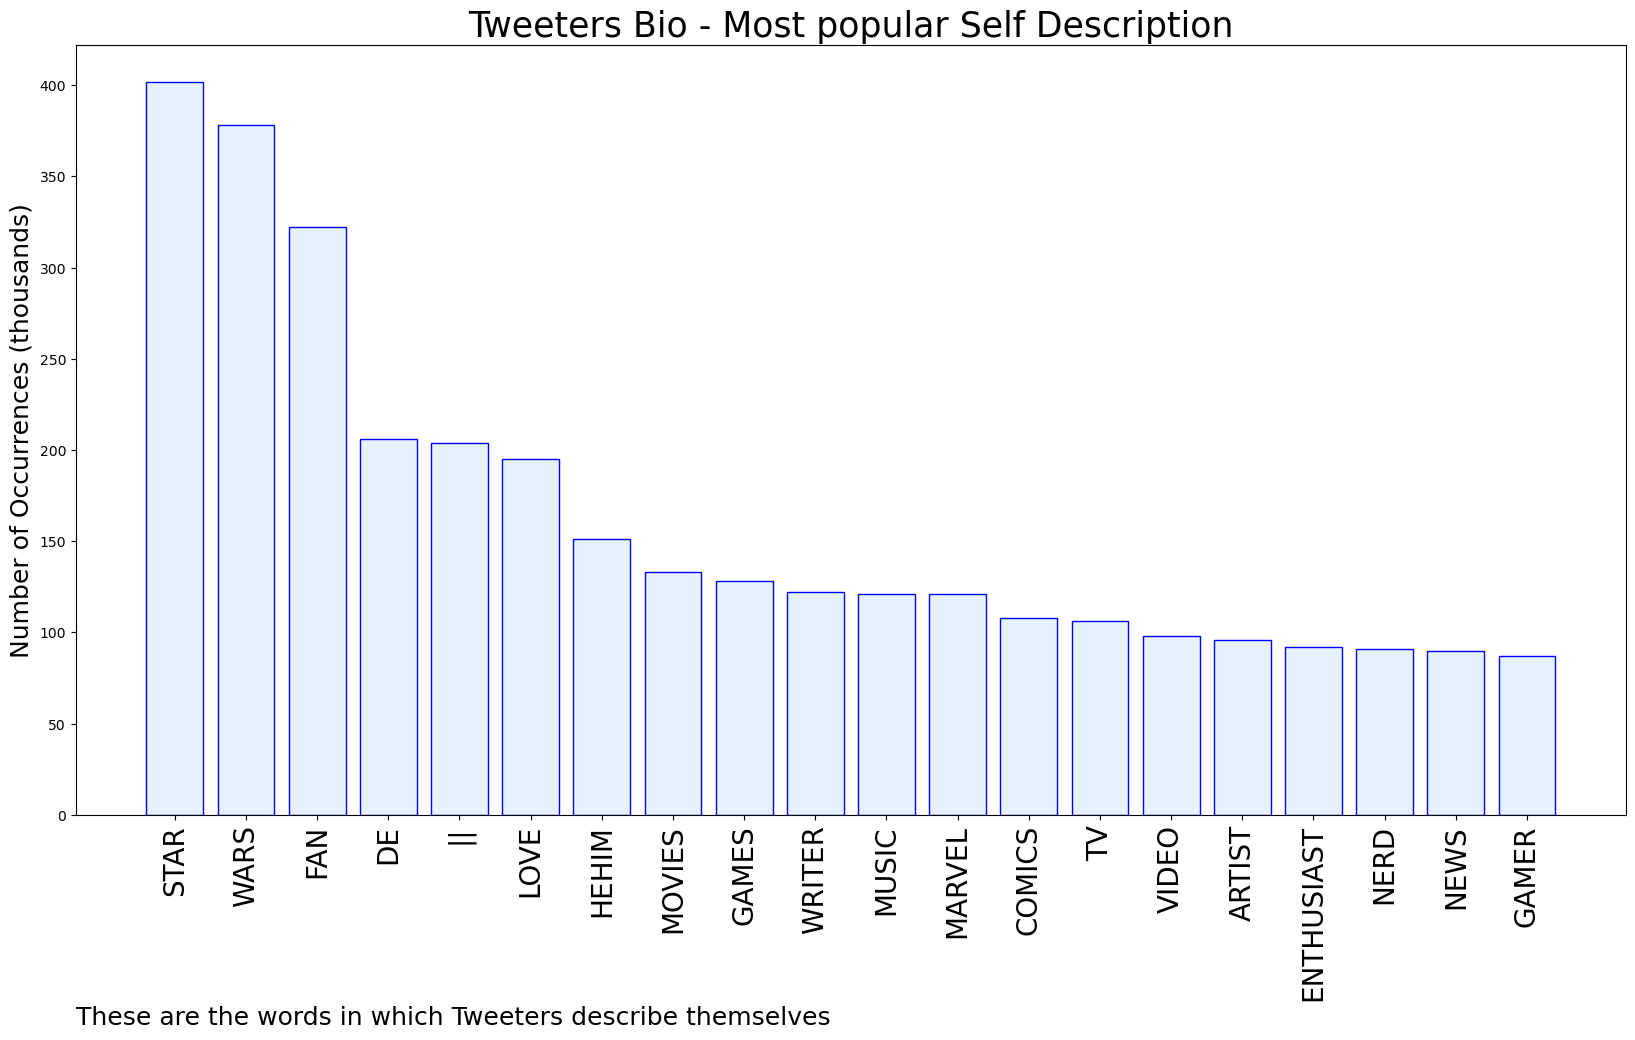 Tweeters Bio - Most popular Self Description
Number of Occurrences (thousands)
400
350
300
250
200
150
100
50
0
STAR
WARS
FAN
DE
||
LOVE
HEHIM
MOVIES
GAMES
WRITER
MUSIC
MARVEL
COMICS
TV
VIDEO
ARTIST
ENTHUSIAST
NERD
NEWS
GAMER
These are the words in which Tweeters describe themselves